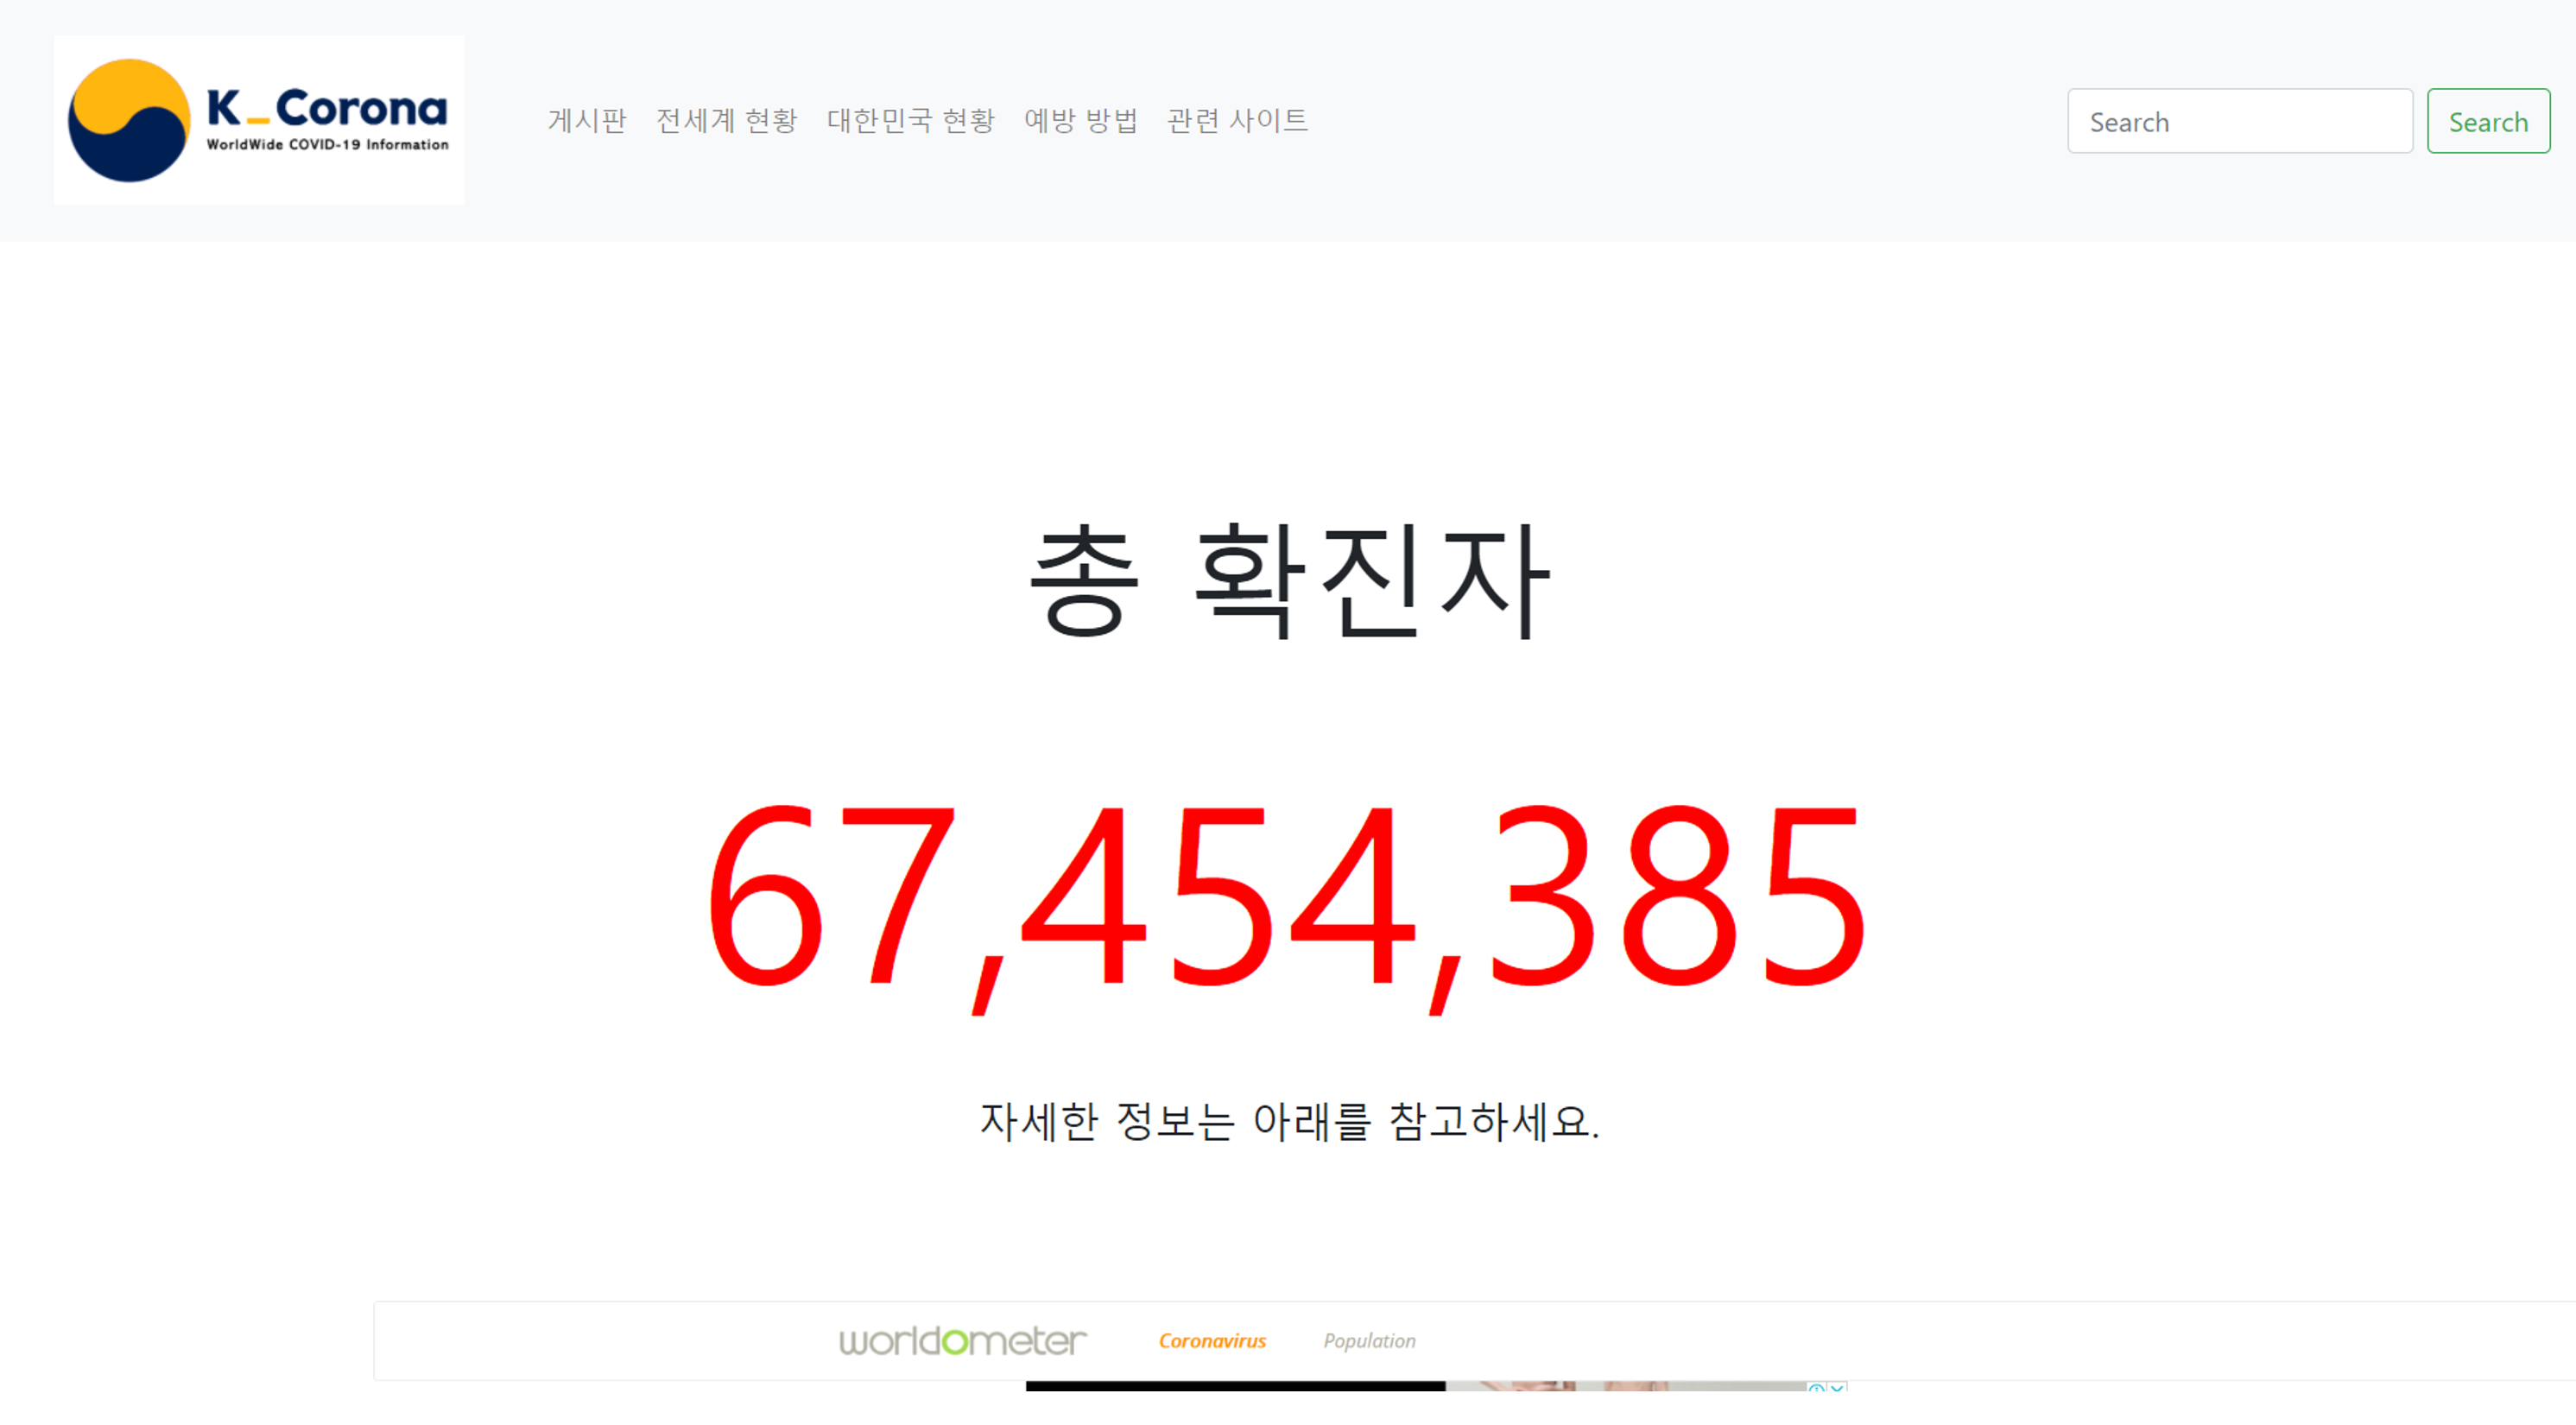 K_Corona
WorldWide COVID-19 Information
게시판 전세계 현황 대한민국 현황 예방 방법 관련 사이트
Search Search
총 확진자
67,454,385
자세한 정보는 아래를 참고하세요.
worldometer Coronavirus Population